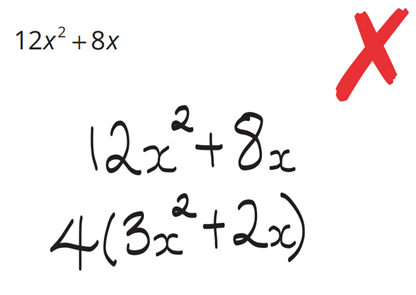 12x² + 8x
12x² + 8x
4(3x² + 2x)